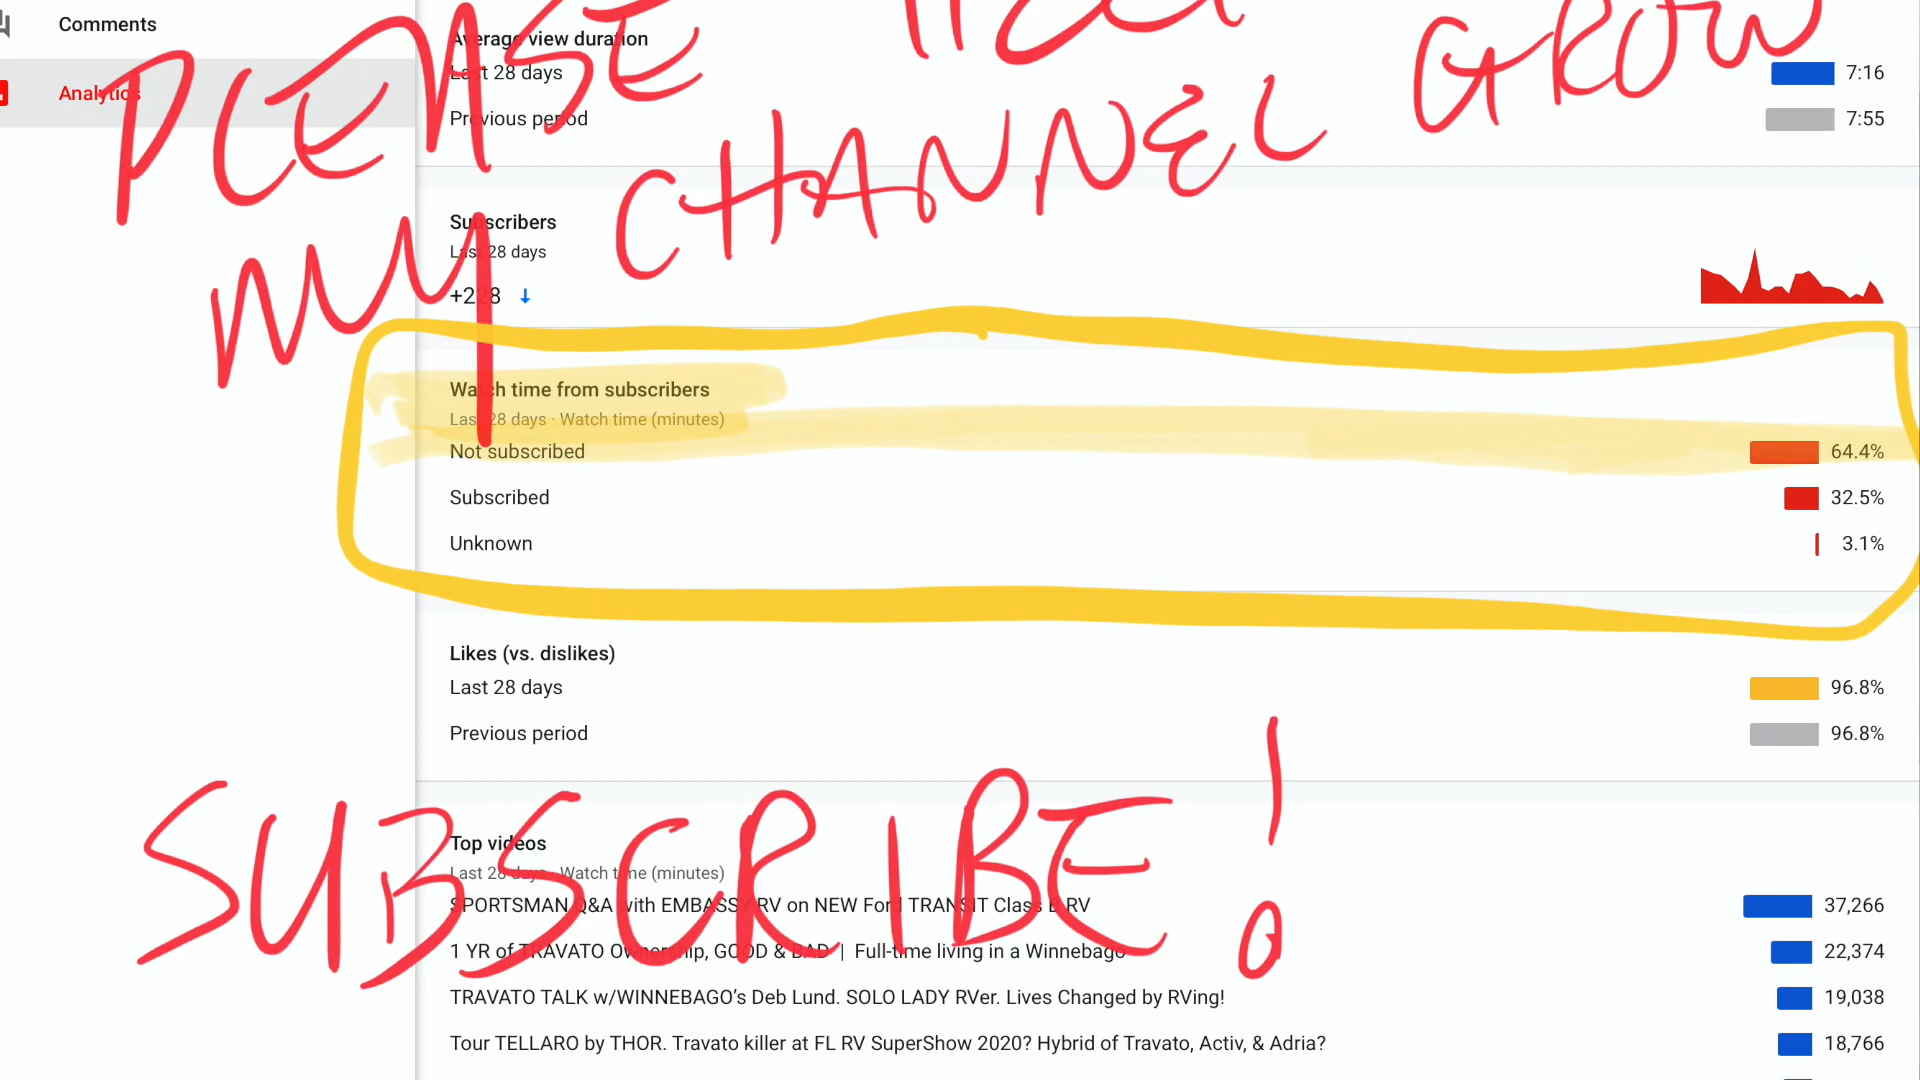 Comments
Analytics
PLEASE HELP
MY CHANNEL GROW
Average view duration
Last 28 days 7:16
Previous period 7:55
Subscribers
Last 28 days
+228
Watch time from subscribers
Last 28 days · Watch time (minutes)
Not subscribed 64.4%
Subscribed 32.5%
Unknown 3.1%
Likes (vs. dislikes)
Last 28 days 96.8%
Previous period 96.8%
SUBSCRIBE!
Top videos
Last 28 days · Watch time (minutes)
SPORTSMAN Q&A with EMBASSY RV on NEW Ford TRANSIT Class B RV 37,266
1 YR of TRAVATO Ownership, GOOD & BAD | Full-time living in a Winnebago 22,374
TRAVATO TALK w/WINNEBAGO’s Deb Lund. SOLO LADY RVer. Lives Changed by RVing! 19,038
Tour TELLARO by THOR. Travato killer at FL RV SuperShow 2020? Hybrid of Travato, Activ, & Adria? 18,766